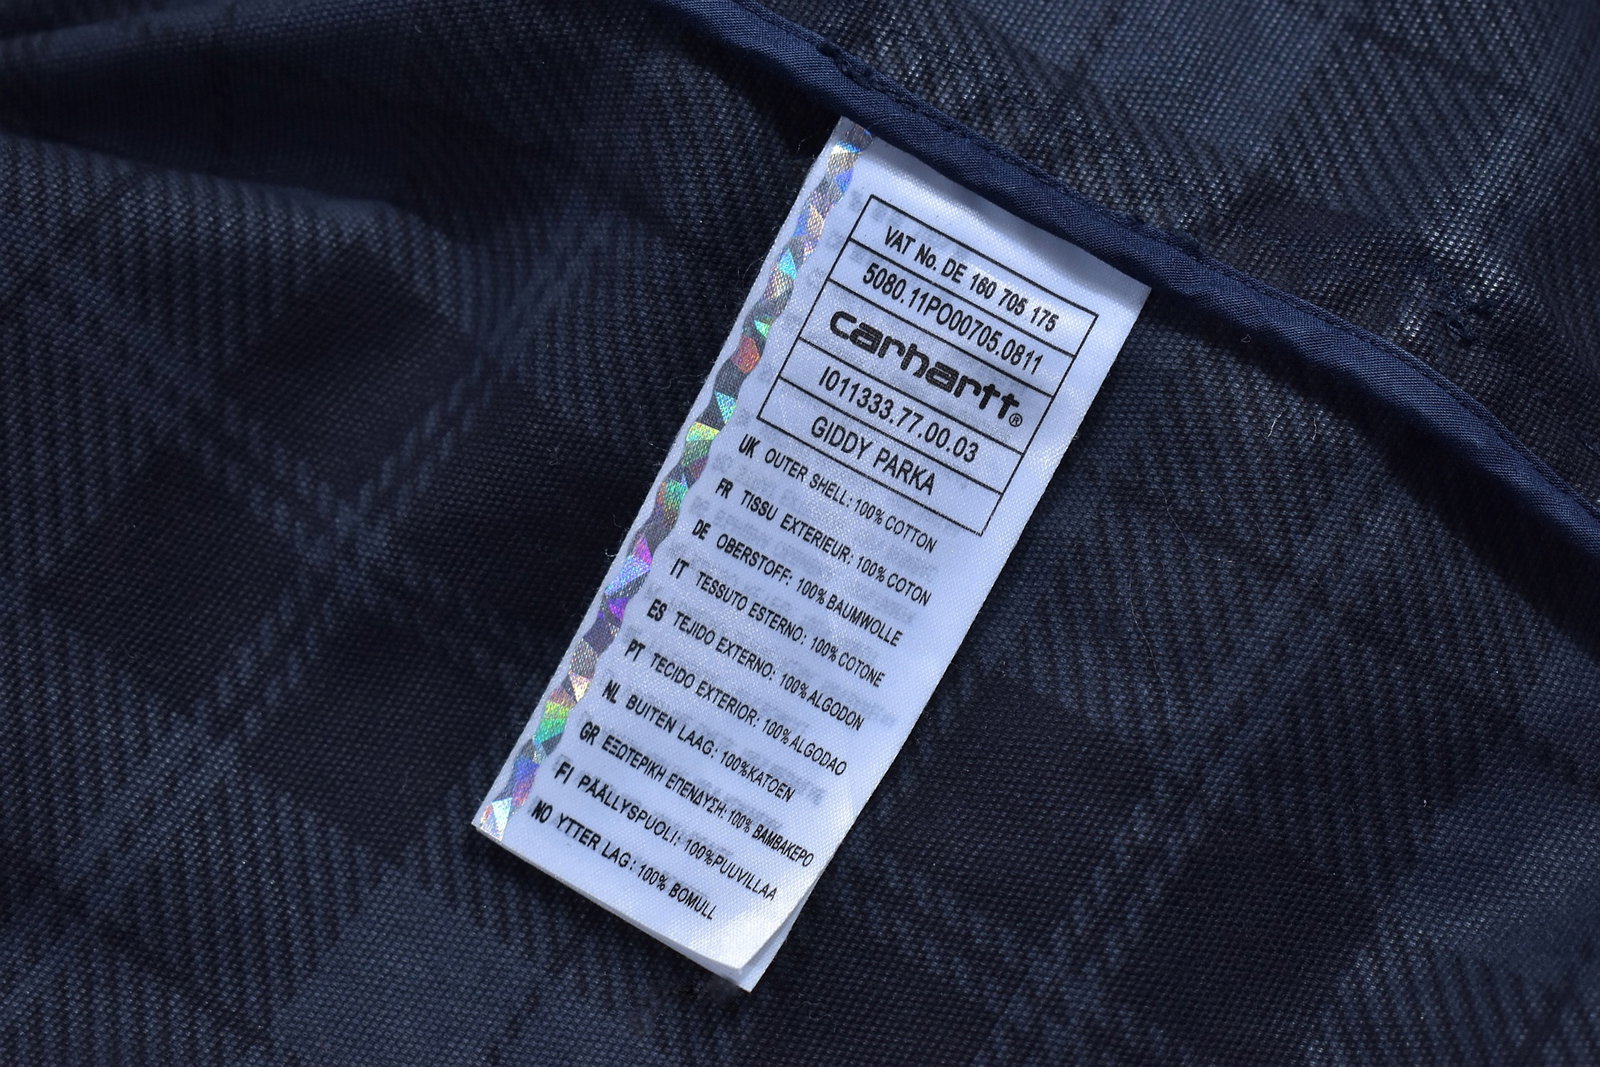 VAT No. DE 160 705 175
5080.11PO00705.0811
carhartt®
I011333.77.00.03
GIDDY PARKA
UK OUTER SHELL: 100% COTTON
FR TISSU EXTERIEUR: 100% COTON
DE OBERSTOFF: 100% BAUMWOLLE
IT TESSUTO ESTERNO: 100% COTONE
ES TEJIDO EXTERNO: 100% ALGODON
PT TECIDO EXTERIOR: 100% ALGODAO
NL BUITEN LAAG: 100%KATOEN
GR ΕΞΩΤΕΡΙΚΗ ΕΠΕΝΔΥΣΗ: 100% ΒΑΜΒΑΚΕΡΟ
FI PÄÄLLYSPUOLI: 100%PUUVILLAA
NO YTTER LAG: 100% BOMULL